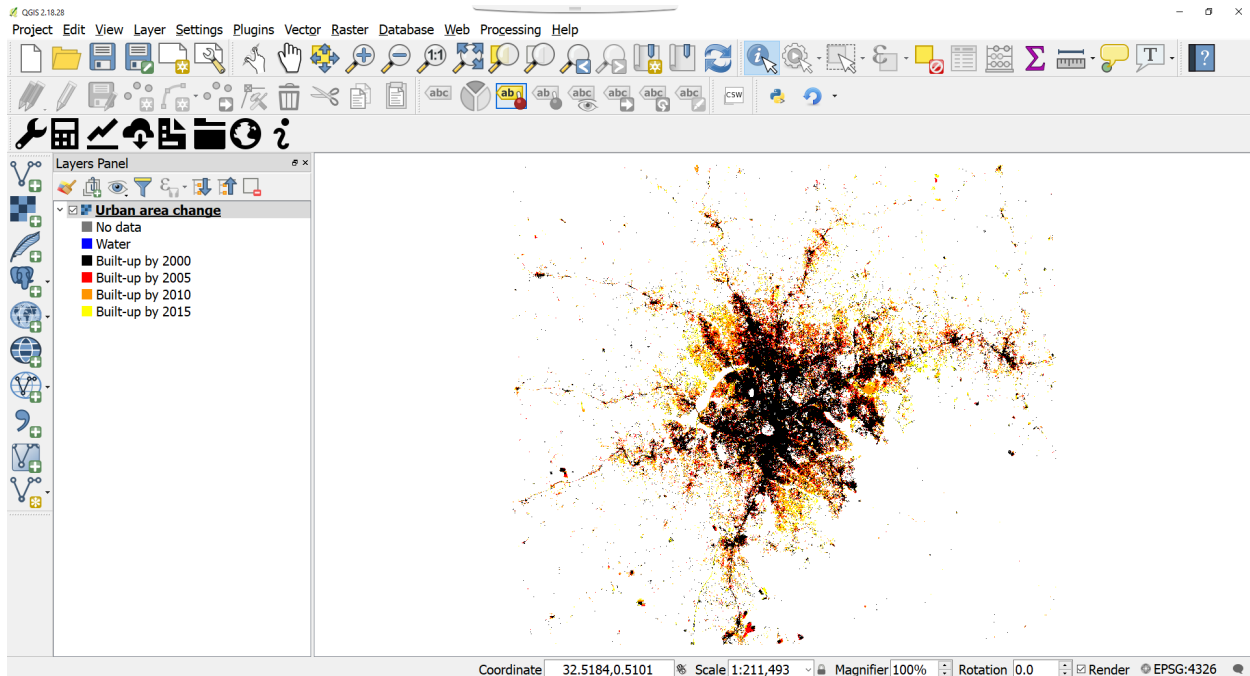 QGIS 2.18.28
Project Edit View Layer Settings Plugins Vector Raster Database Web Processing Help
1:1
T
?
abc ab abc abc abc abc abc CSW
i
Layers Panel
Urban area change
No data
Water
Built-up by 2000
Built-up by 2005
Built-up by 2010
Built-up by 2015
Coordinate 32.5184,0.5101 Scale 1:211,493 Magnifier 100% Rotation 0.0 Render EPSG:4326